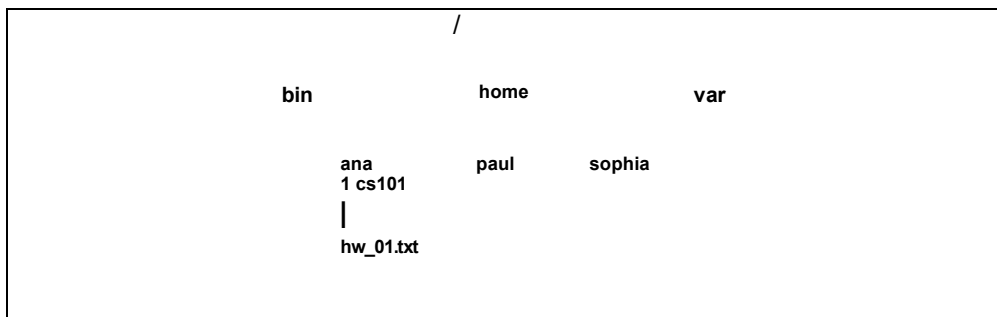 /
bin home var
ana paul sophia
1 cs101
|
hw_01.txt